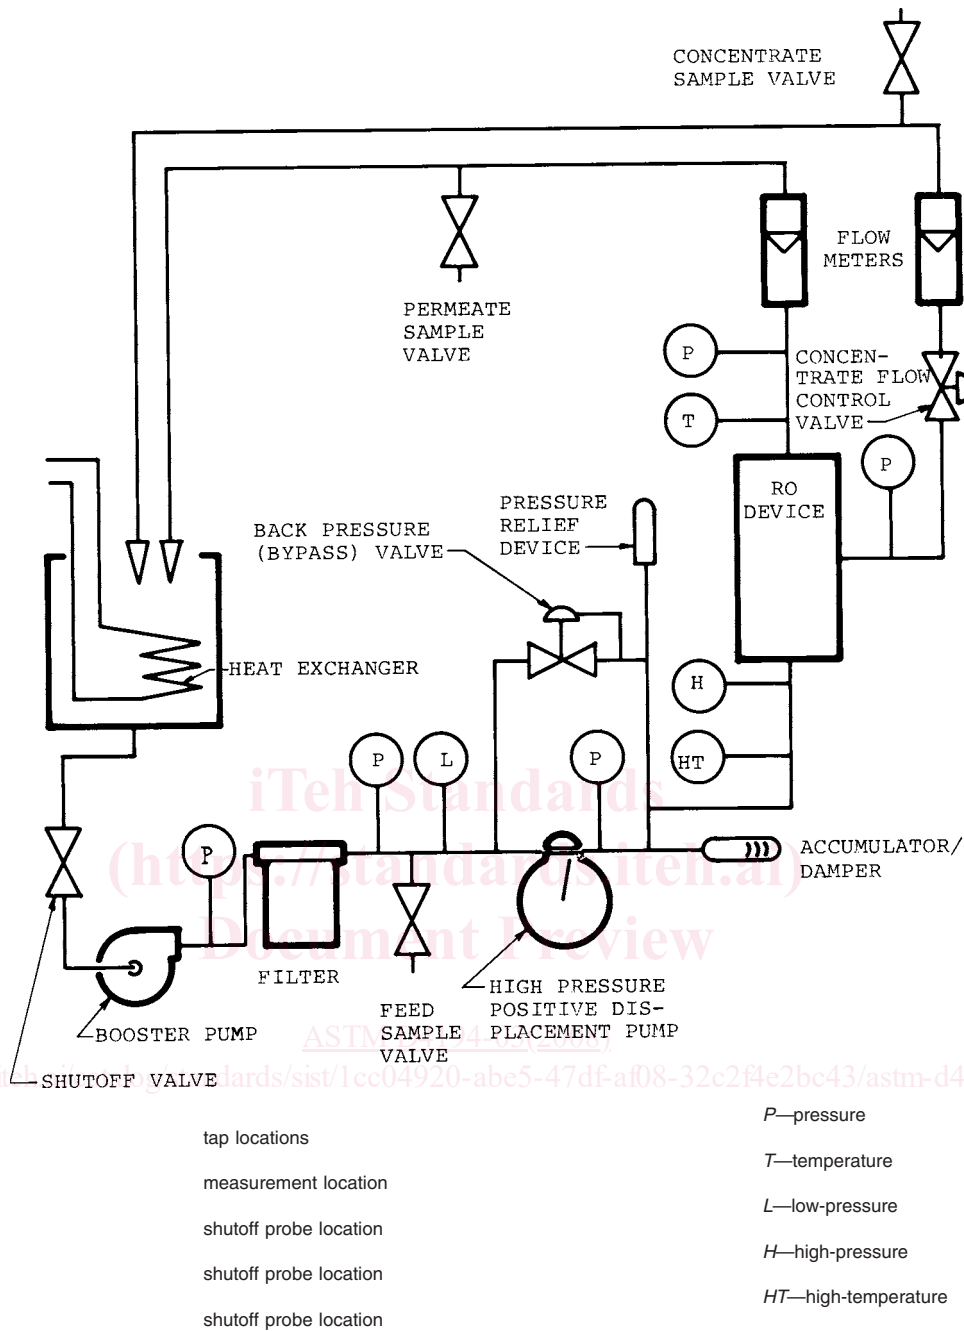 CONCENTRATE
SAMPLE VALVE
FLOW
METERS
PERMEATE
SAMPLE
VALVE
P
CONCEN-
TRATE FLOW
CONTROL
VALVE
T
P
RO
DEVICE
PRESSURE
RELIEF
DEVICE
BACK PRESSURE
(BYPASS) VALVE
HEAT EXCHANGER
H
HT
P
L
P
iTeh Standards
(https://standards.iteh.ai)
Document Preview
P
ACCUMULATOR/
DAMPER
FILTER
HIGH PRESSURE
POSITIVE DIS-
PLACEMENT PUMP
FEED
SAMPLE
VALVE
BOOSTER PUMP
SHUTOFF VALVE
tap locations
measurement location
shutoff probe location
shutoff probe location
shutoff probe location
P—pressure
T—temperature
L—low-pressure
H—high-pressure
HT—high-temperature